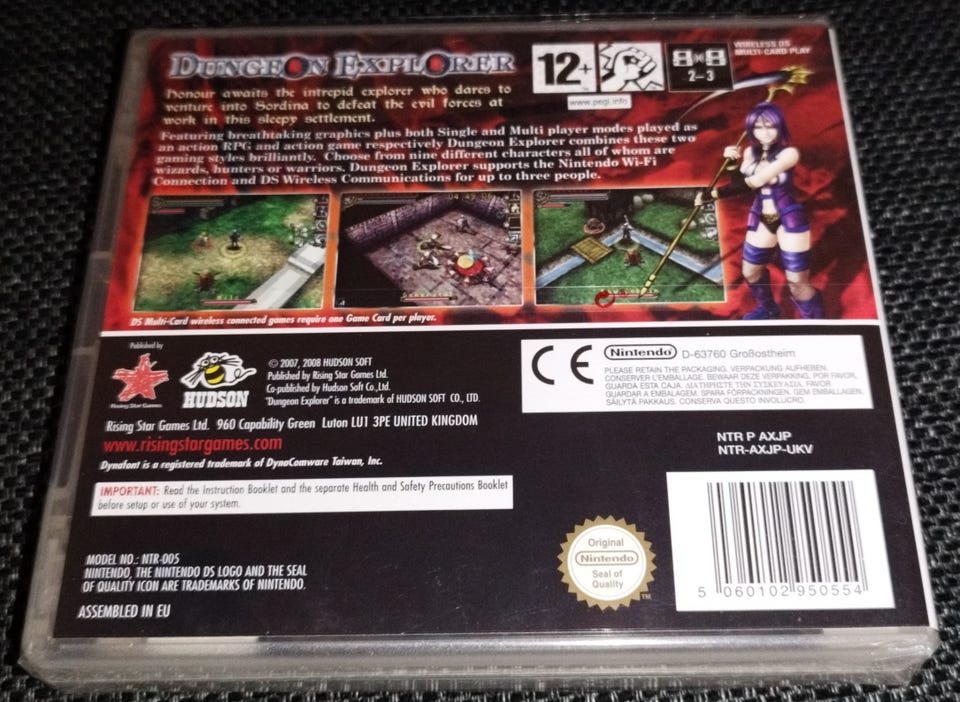 DUNGEON EXPLORER
12+
www.pegi.info
2-3
WIRELESS DS
MULTI-CARD PLAY
Honour awaits the intrepid explorer who dares to
venture into Sordina to defeat the evil forces at
work in this sleepy settlement.
Featuring breathtaking graphics plus both Single and Multi player modes played as
an action RPG and action game respectively Dungeon Explorer combines these two
gaming styles brilliantly. Choose from nine different characters all of whom are
wizards, hunters or warriors. Dungeon Explorer supports the Nintendo Wi-Fi
Connection and DS Wireless Communications for up to three people.
DS Multi-Card wireless connected games require one Game Card per player.
Published by
Rising Star Games
HUDSON
© 2007, 2008 HUDSON SOFT
Published by Rising Star Games Ltd.
Co-published by Hudson Soft Co., Ltd.
"Dungeon Explorer" is a trademark of HUDSON SOFT CO., LTD.
Rising Star Games Ltd. 960 Capability Green Luton LU1 3PE UNITED KINGDOM
www.risingstargames.com
Dynafont is a registered trademark of DynaComware Taiwan, Inc.
IMPORTANT: Read the Instruction Booklet and the separate Health and Safety Precautions Booklet
before setup or use of your system.
MODEL NO.: NTR-005
NINTENDO, THE NINTENDO DS LOGO AND THE SEAL
OF QUALITY ICON ARE TRADEMARKS OF NINTENDO.
ASSEMBLED IN EU
CE
Nintendo D-63760 Großostheim
PLEASE RETAIN THE PACKAGING. VERPACKUNG AUFHEBEN.
CONSERVER L'EMBALLAGE. BEWAAR DEZE VERPAKKING. POR FAVOR,
GUARDA ESTA CAJA. ΔΙΑΤΗΡΗΣΤΕ ΤΗΝ ΣΥΣΚΕΥΑΣΙΑ. FAVOR
GUARDAR A EMBALAGEM. SPARA FÖRPACKNINGEN. GEM EMBALLAGEN.
SÄILYTÄ PAKKAUS. CONSERVA QUESTO INVOLUCRO.
NTR P AXJP
NTR-AXJP-UKV
Original
Nintendo
Seal of
Quality
TM
5 060102 950554